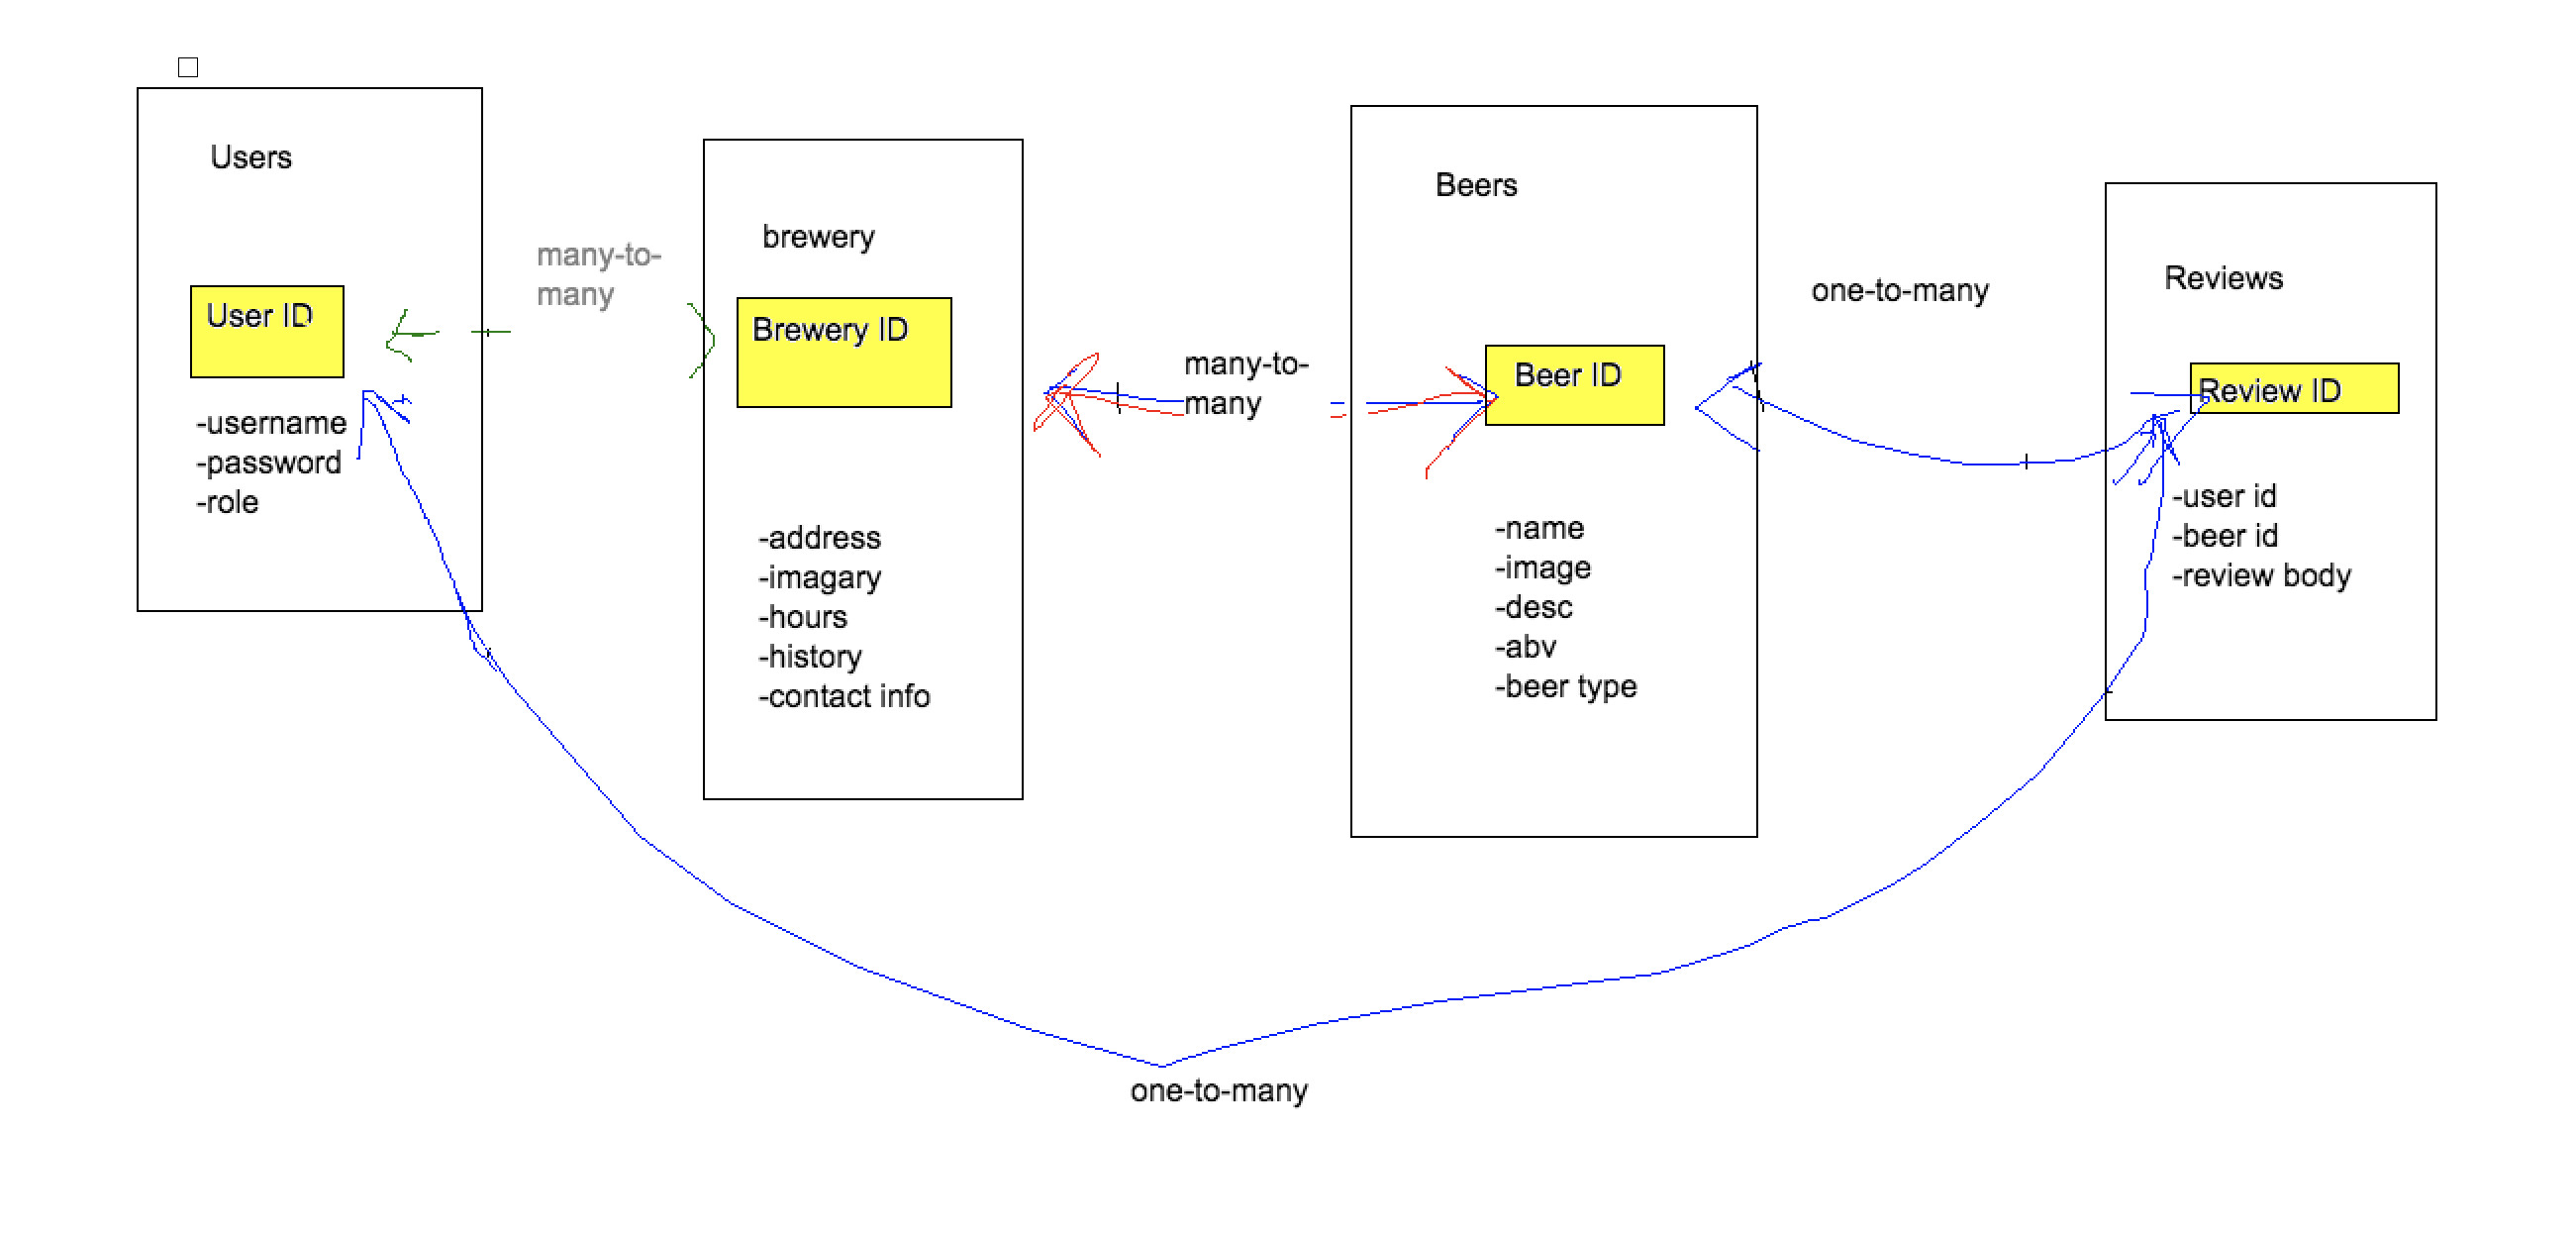 Users
User ID
-username
-password
-role
many-to-
many
brewery
Brewery ID
-address
-imagary
-hours
-history
-contact info
many-to-
many
Beers
Beer ID
-name
-image
-desc
-abv
-beer type
one-to-many
Reviews
Review ID
-user id
-beer id
-review body
one-to-many